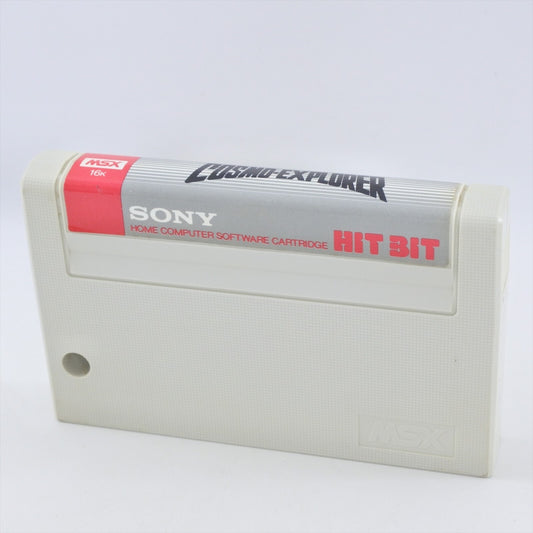 MSX
16K
COSMO-EXPLORER
SONY
HOME COMPUTER SOFTWARE CARTRIDGE HIT BIT
MSX